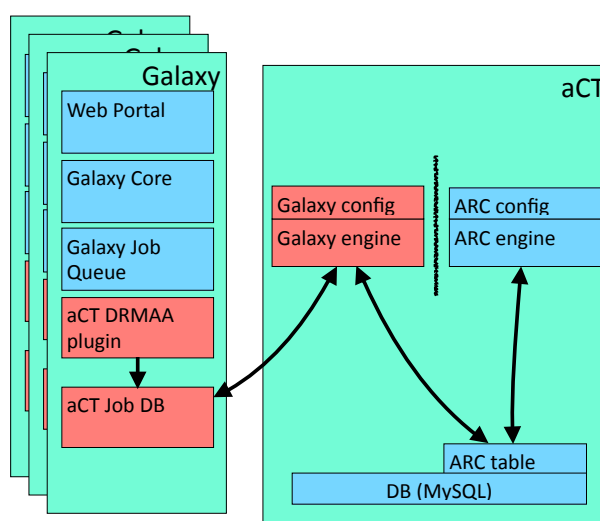 Galaxy
Web Portal
Galaxy Core
Galaxy Job
Queue
aCT DRMAA
plugin
aCT Job DB
aCT
Galaxy config
Galaxy engine
ARC config
ARC engine
ARC table
DB (MySQL)